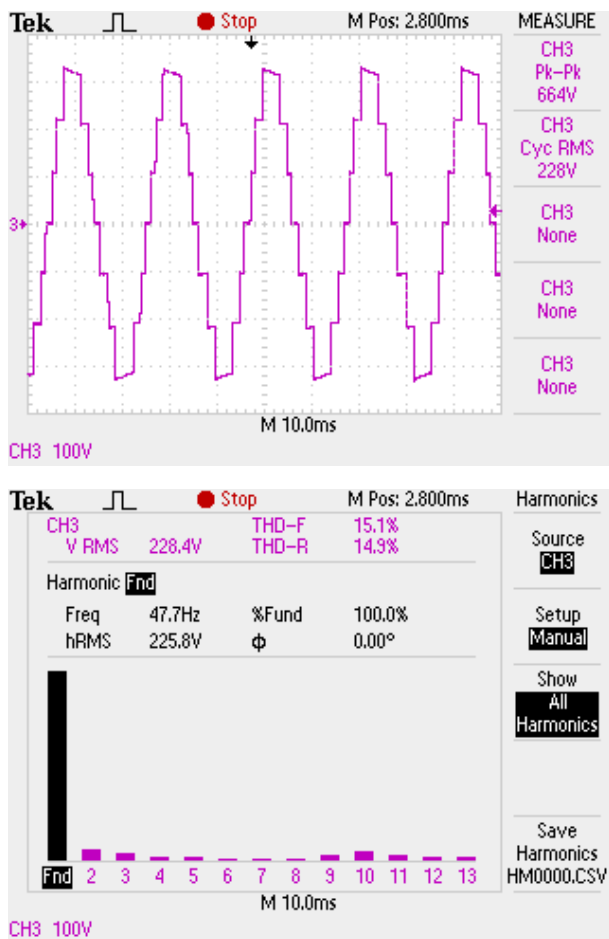 Tek Stop M Pos: 2.800ms MEASURE
CH3
Pk-Pk
664V
CH3
Cyc RMS
228V
3
CH3
None
CH3
None
CH3
None
M 10.0ms
CH3 100V
Tek Stop M Pos: 2.800ms Harmonics
CH3 THD-F 15.1%
V RMS 228.4V THD-R 14.9%
Source
CH3
Harmonic Fnd
Freq 47.7Hz %Fund 100.0%
hRMS 225.8V Φ 0.00°
Setup
Manual
Show
All
Harmonics
Save
Harmonics
HM0000.CSV
Fnd 2 3 4 5 6 7 8 9 10 11 12 13
M 10.0ms
CH3 100V